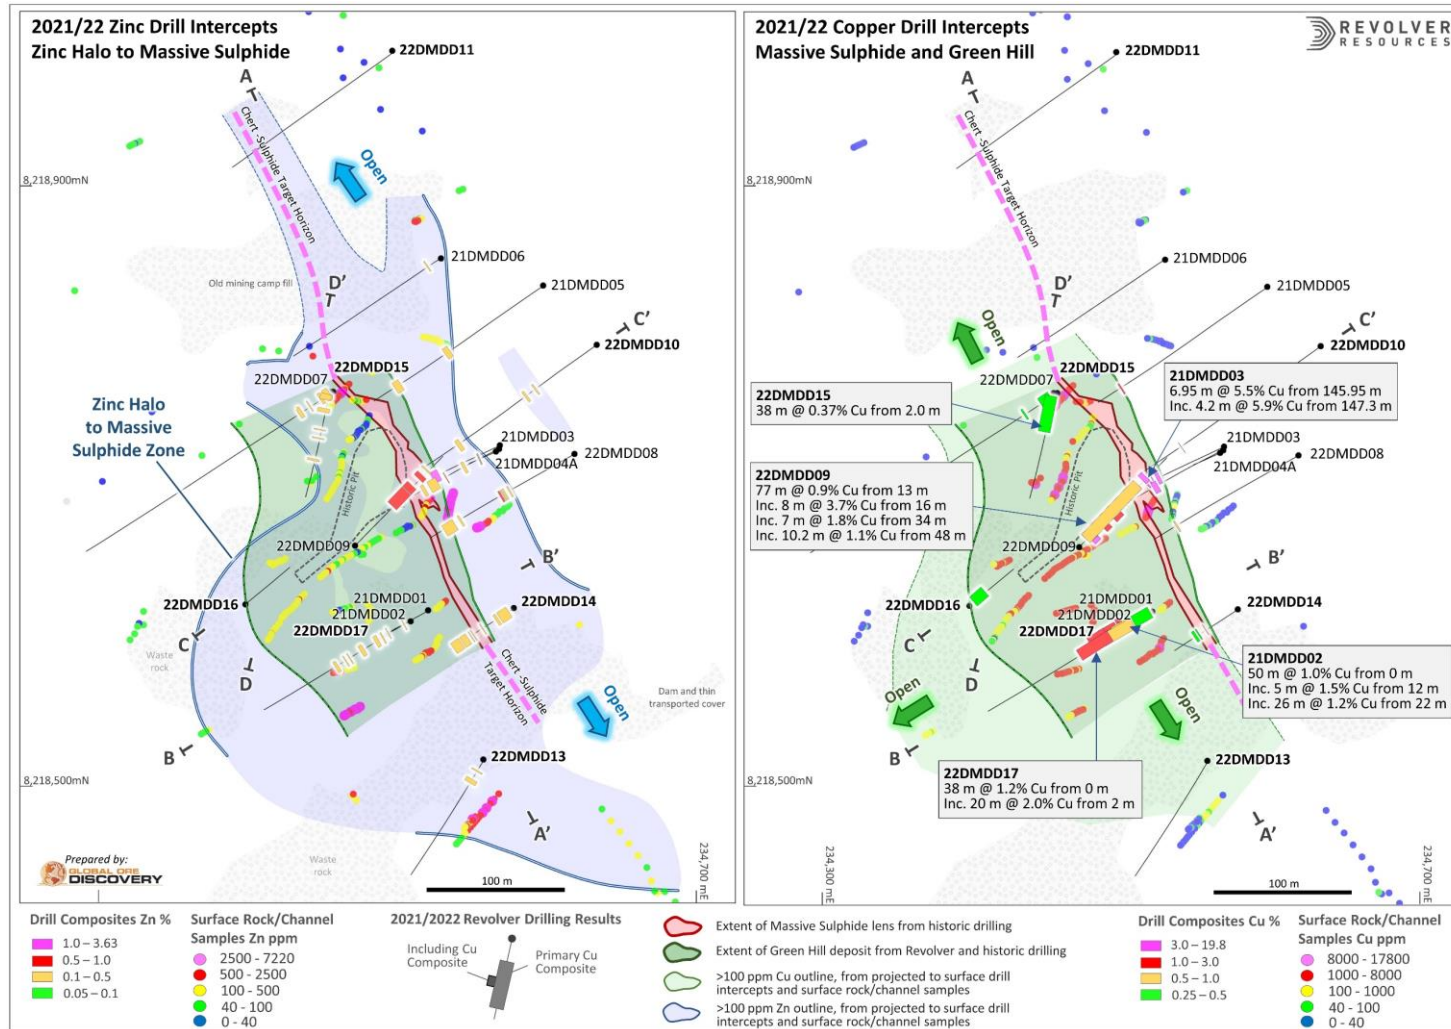 2021/22 Zinc Drill Intercepts
Zinc Halo to Massive Sulphide
22DMDD11
A
Chert -Sulphide Target Horizon
Open
8,218,900mN
21DMDD06
Old mining camp fill
D'
21DMDD05
C'
22DMDD10
22DMDD15
22DMDD07
Zinc Halo
to Massive
Sulphide Zone
Historic Pit
21DMDD03
22DMDD08
21DMDD04A
22DMDD09
B'
22DMDD16
21DMDD01
21DMDD02
22DMDD14
22DMDD17
C
Waste
rock
D
Chert -Sulphide
Target Horizon
Dam and thin
transported cover
Open
B
22DMDD13
8,218,500mN
A'
Waste
rock
Prepared by:
GLOBAL ORE
DISCOVERY
100 m
234,700 mE
2021/22 Copper Drill Intercepts
Massive Sulphide and Green Hill
REVOLVER
RESOURCES
22DMDD11
A
Chert -Sulphide Target Horizon
8,218,900mN
21DMDD06
D'
21DMDD05
Open
C'
22DMDD10
22DMDD15
22DMDD07
22DMDD15
38 m @ 0.37% Cu from 2.0 m
21DMDD03
6.95 m @ 5.5% Cu from 145.95 m
Inc. 4.2 m @ 5.9% Cu from 147.3 m
Historic Pit
21DMDD03
22DMDD08
21DMDD04A
22DMDD09
77 m @ 0.9% Cu from 13 m
Inc. 8 m @ 3.7% Cu from 16 m
Inc. 7 m @ 1.8% Cu from 34 m
Inc. 10.2 m @ 1.1% Cu from 48 m
22DMDD09
B'
22DMDD16
21DMDD01
21DMDD02
22DMDD14
22DMDD17
C
D
21DMDD02
50 m @ 1.0% Cu from 0 m
Inc. 5 m @ 1.5% Cu from 12 m
Inc. 26 m @ 1.2% Cu from 22 m
Open
Open
B
22DMDD13
22DMDD17
38 m @ 1.2% Cu from 0 m
Inc. 20 m @ 2.0% Cu from 2 m
8,218,500mN
A'
234,300 mE
100 m
234,700 mE
Drill Composites Zn %
1.0 – 3.63
0.5 – 1.0
0.1 – 0.5
0.05 – 0.1
Surface Rock/Channel
Samples Zn ppm
2500 - 7220
500 - 2500
100 - 500
40 - 100
0 - 40
2021/2022 Revolver Drilling Results
Including Cu
Composite
Primary Cu
Composite
Extent of Massive Sulphide lens from historic drilling
Extent of Green Hill deposit from Revolver and historic drilling
>100 ppm Cu outline, from projected to surface drill
intercepts and surface rock/channel samples
>100 ppm Zn outline, from projected to surface drill
intercepts and surface rock/channel samples
Drill Composites Cu %
3.0 - 19.8
1.0 – 3.0
0.5 – 1.0
0.25 – 0.5
Surface Rock/Channel
Samples Cu ppm
8000 - 17800
1000 - 8000
100 - 1000
40 - 100
0 - 40